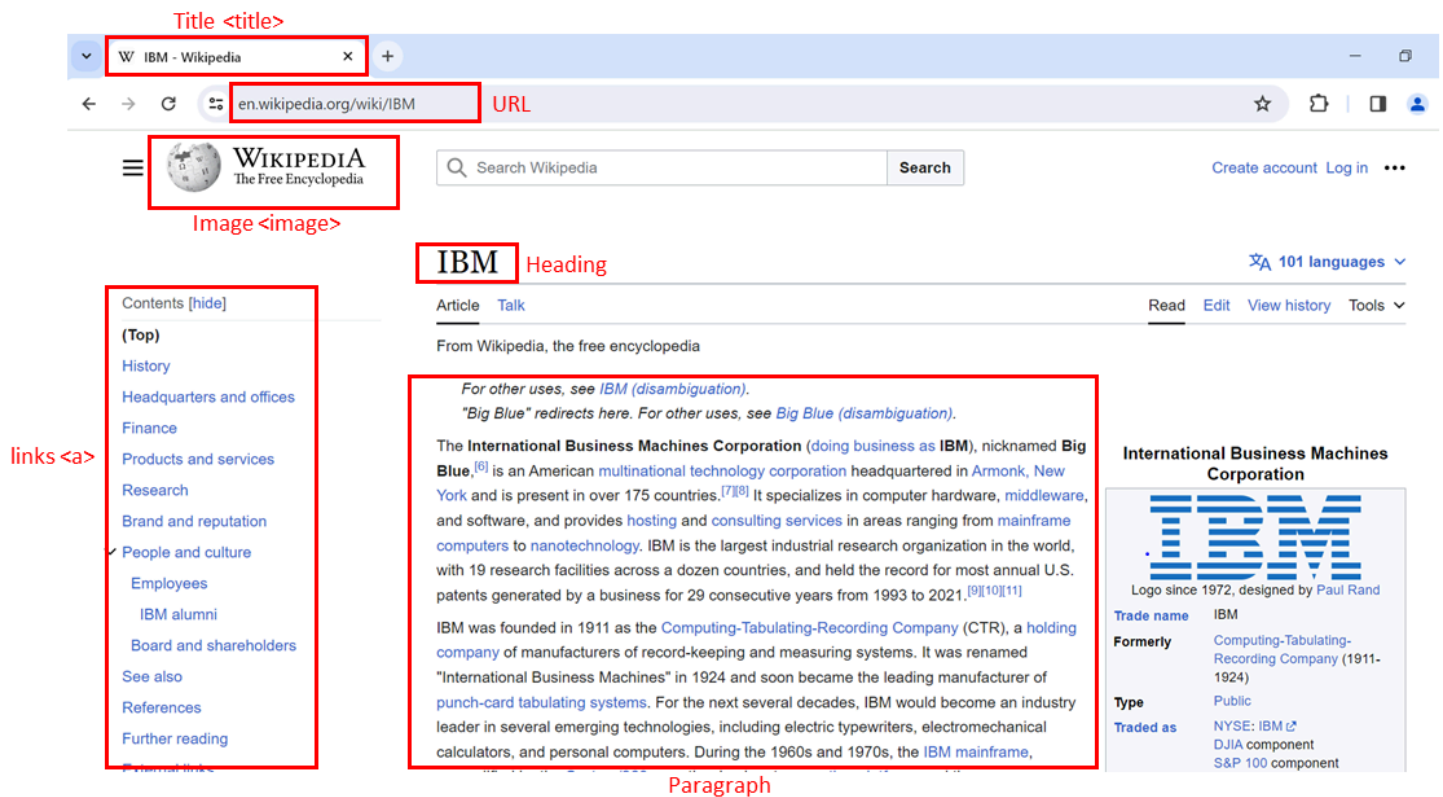 Title <title>
IBM - Wikipedia
en.wikipedia.org/wiki/IBM
URL
WIKIPEDIA
The Free Encyclopedia
Search Wikipedia
Search
Create account Log in
Image <image>
IBM
Heading
101 languages
Contents [hide]
(Top)
History
Headquarters and offices
Finance
Products and services
Research
Brand and reputation
People and culture
Employees
IBM alumni
Board and shareholders
See also
References
Further reading
External links
links <a>
Article Talk
Read Edit View history Tools
From Wikipedia, the free encyclopedia
For other uses, see IBM (disambiguation).
"Big Blue" redirects here. For other uses, see Big Blue (disambiguation).
The International Business Machines Corporation (doing business as IBM), nicknamed Big
Blue,[6] is an American multinational technology corporation headquartered in Armonk, New
York and is present in over 175 countries.[7][8] It specializes in computer hardware, middleware,
and software, and provides hosting and consulting services in areas ranging from mainframe
computers to nanotechnology. IBM is the largest industrial research organization in the world,
with 19 research facilities across a dozen countries, and held the record for most annual U.S.
patents generated by a business for 29 consecutive years from 1993 to 2021.[9][10][11]
IBM was founded in 1911 as the Computing-Tabulating-Recording Company (CTR), a holding
company of manufacturers of record-keeping and measuring systems. It was renamed
"International Business Machines" in 1924 and soon became the leading manufacturer of
punch-card tabulating systems. For the next several decades, IBM would become an industry
leader in several emerging technologies, including electric typewriters, electromechanical
calculators, and personal computers. During the 1960s and 1970s, the IBM mainframe,
Paragraph
International Business Machines
Corporation
IBM
Logo since 1972, designed by Paul Rand
Trade name IBM
Formerly Computing-Tabulating-
Recording Company (1911-
1924)
Type Public
Traded as NYSE: IBM
DJIA component
S&P 100 component